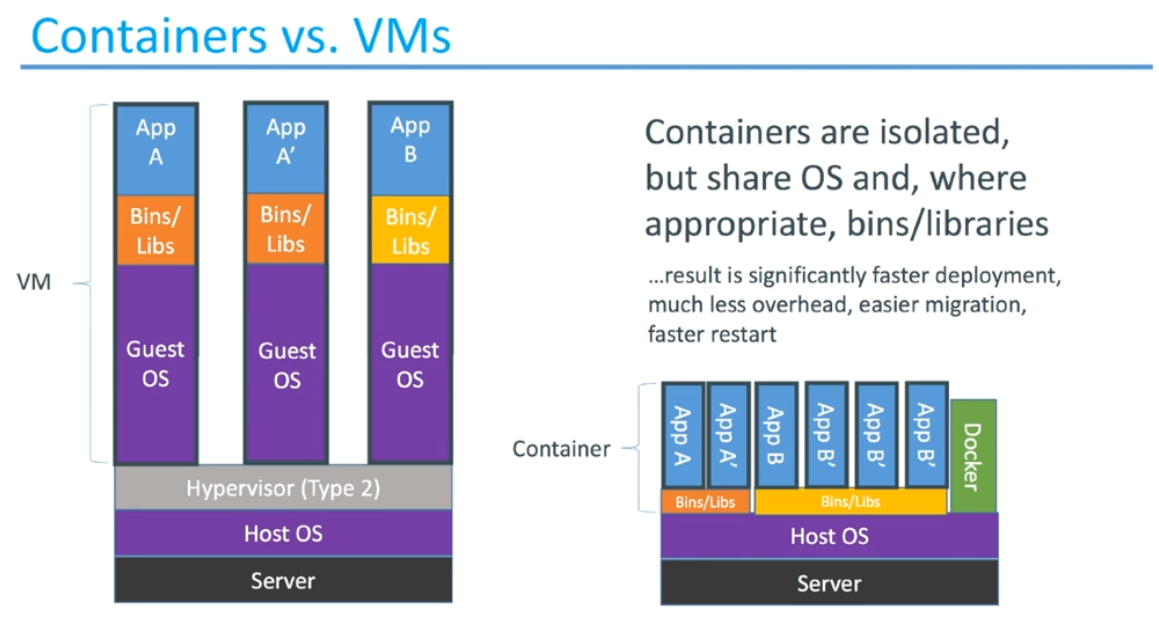 Containers vs. VMs
VM
App
A
Bins/
Libs
Guest
OS
App
A’
Bins/
Libs
Guest
OS
App
B
Bins/
Libs
Guest
OS
Hypervisor (Type 2)
Host OS
Server
Containers are isolated,
but share OS and, where
appropriate, bins/libraries
...result is significantly faster deployment,
much less overhead, easier migration,
faster restart
Container
App A
App A’
App B
App B’
App B’
App B’
Docker
Bins/Libs
Bins/Libs
Host OS
Server